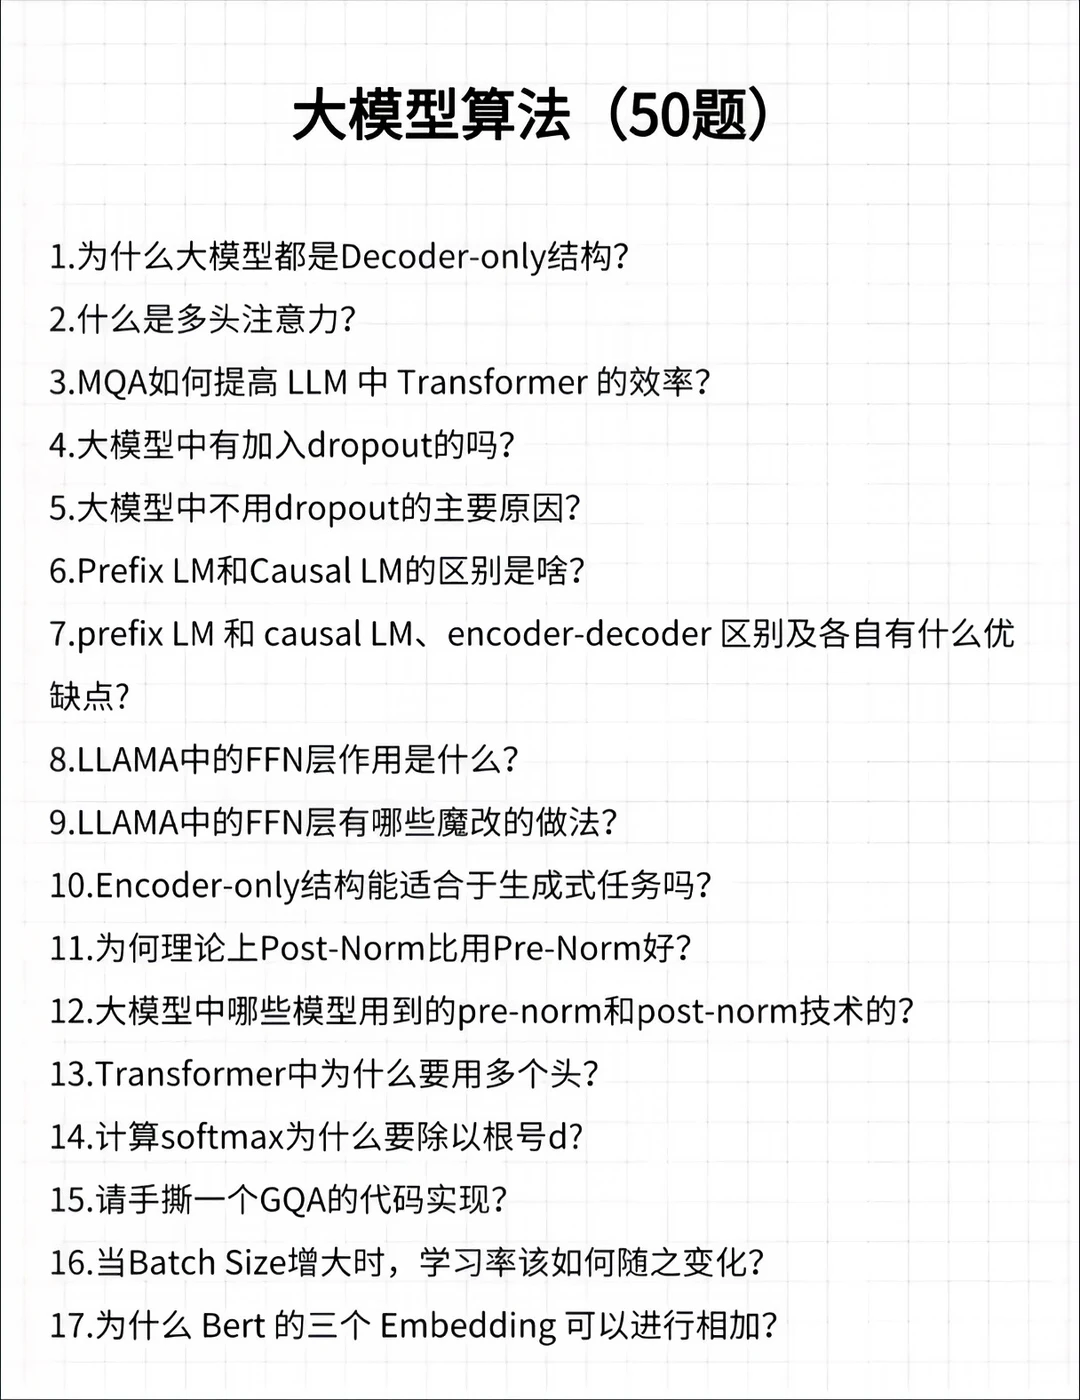 大模型算法（50题）
1.为什么大模型都是Decoder-only结构？
2.什么是多头注意力？
3.MQA如何提高 LLM 中 Transformer 的效率？
4.大模型中有加入dropout的吗？
5.大模型中不用dropout的主要原因？
6.Prefix LM和Causal LM的区别是啥？
7.prefix LM 和 causal LM、encoder-decoder 区别及各自有什么优
缺点？
8.LLAMA中的FFN层作用是什么？
9.LLAMA中的FFN层有哪些魔改的做法？
10.Encoder-only结构能适合于生成式任务吗？
11.为何理论上Post-Norm比用Pre-Norm好？
12.大模型中哪些模型用到的pre-norm和post-norm技术的？
13.Transformer中为什么要用多个头？
14.计算softmax为什么要除以根号d？
15.请手撕一个GQA的代码实现？
16.当Batch Size增大时，学习率该如何随之变化？
17.为什么 Bert 的三个 Embedding 可以进行相加？